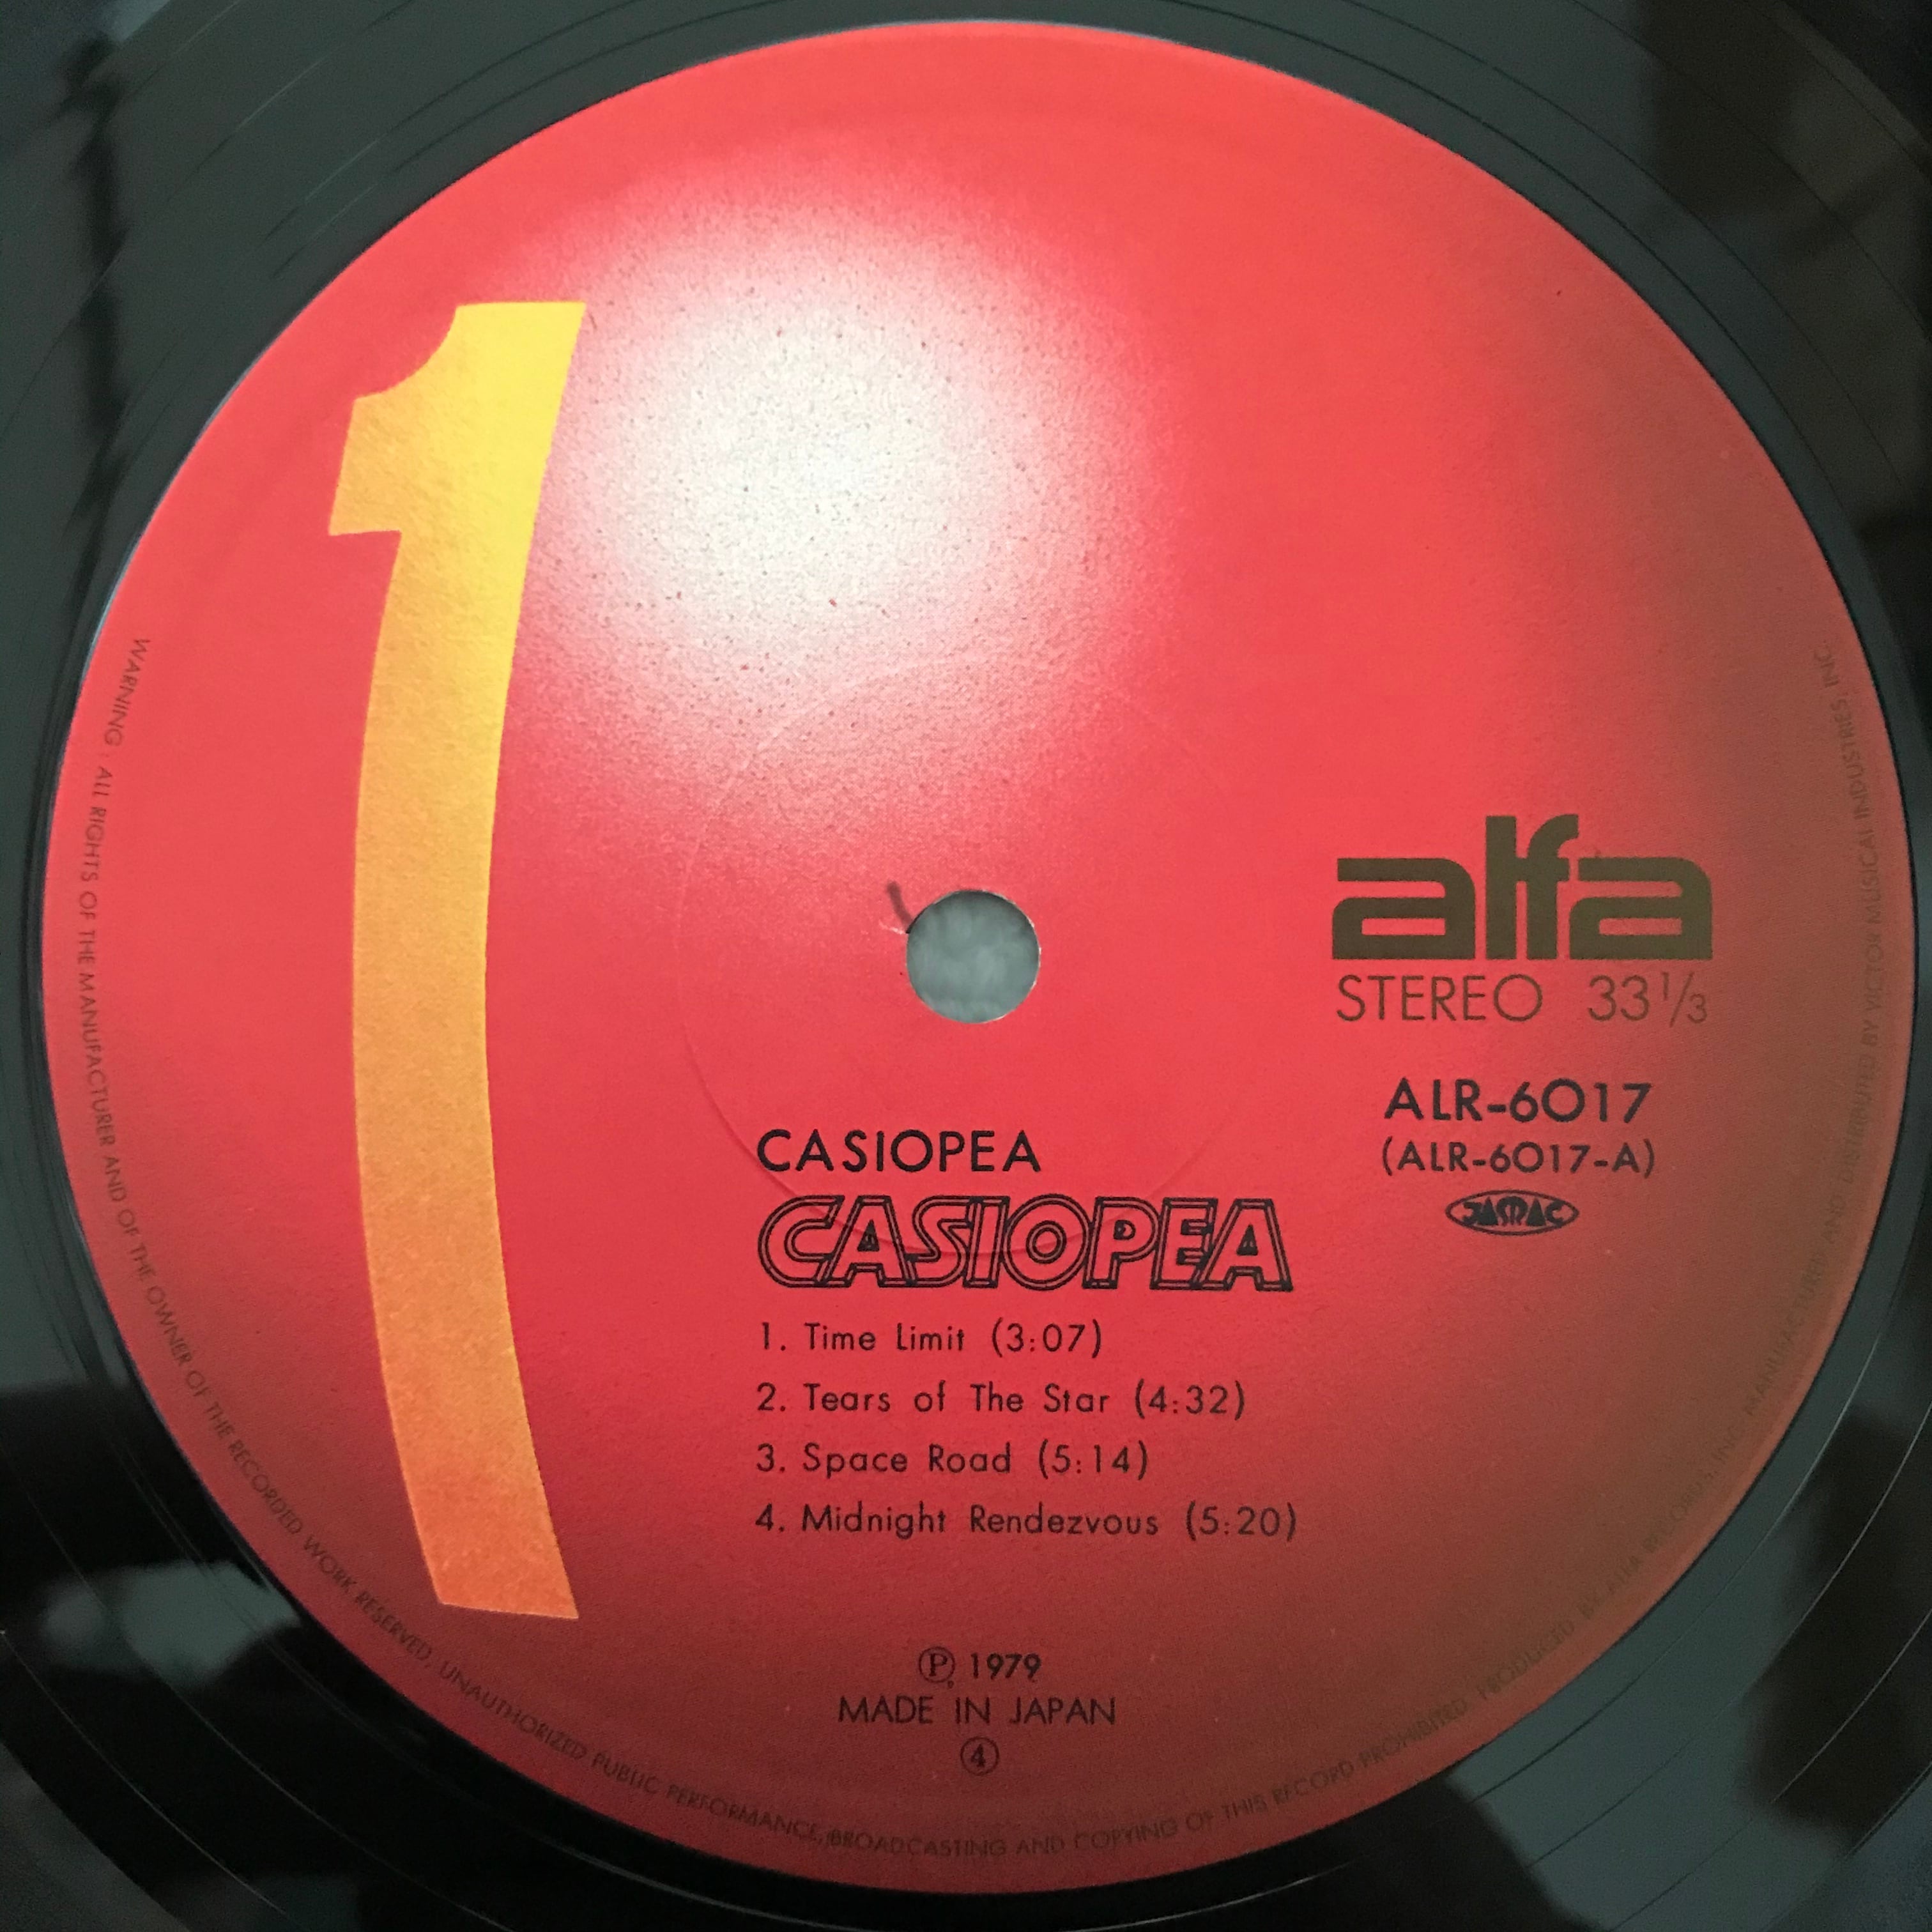 1
alfa
STEREO 33 1/3
ALR-6017
(ALR-6017-A)
JASRAC
CASIOPEA
CASIOPEA
1. Time Limit (3:07)
2. Tears of The Star (4:32)
3. Space Road (5:14)
4. Midnight Rendezvous (5:20)
Ⓟ 1979
MADE IN JAPAN
④
WARNING : ALL RIGHTS OF THE MANUFACTURER AND OF THE OWNER OF THE RECORDED WORK RESERVED, UNAUTHORIZED PUBLIC PERFORMANCE, BROADCASTING AND COPYING OF THIS RECORD PROHIBITED PRODUCED BY ALFA RECORDS, INC. MANUFACTURED AND DISTRIBUTED BY VICTOR MUSICAL INDUSTRIES, INC.